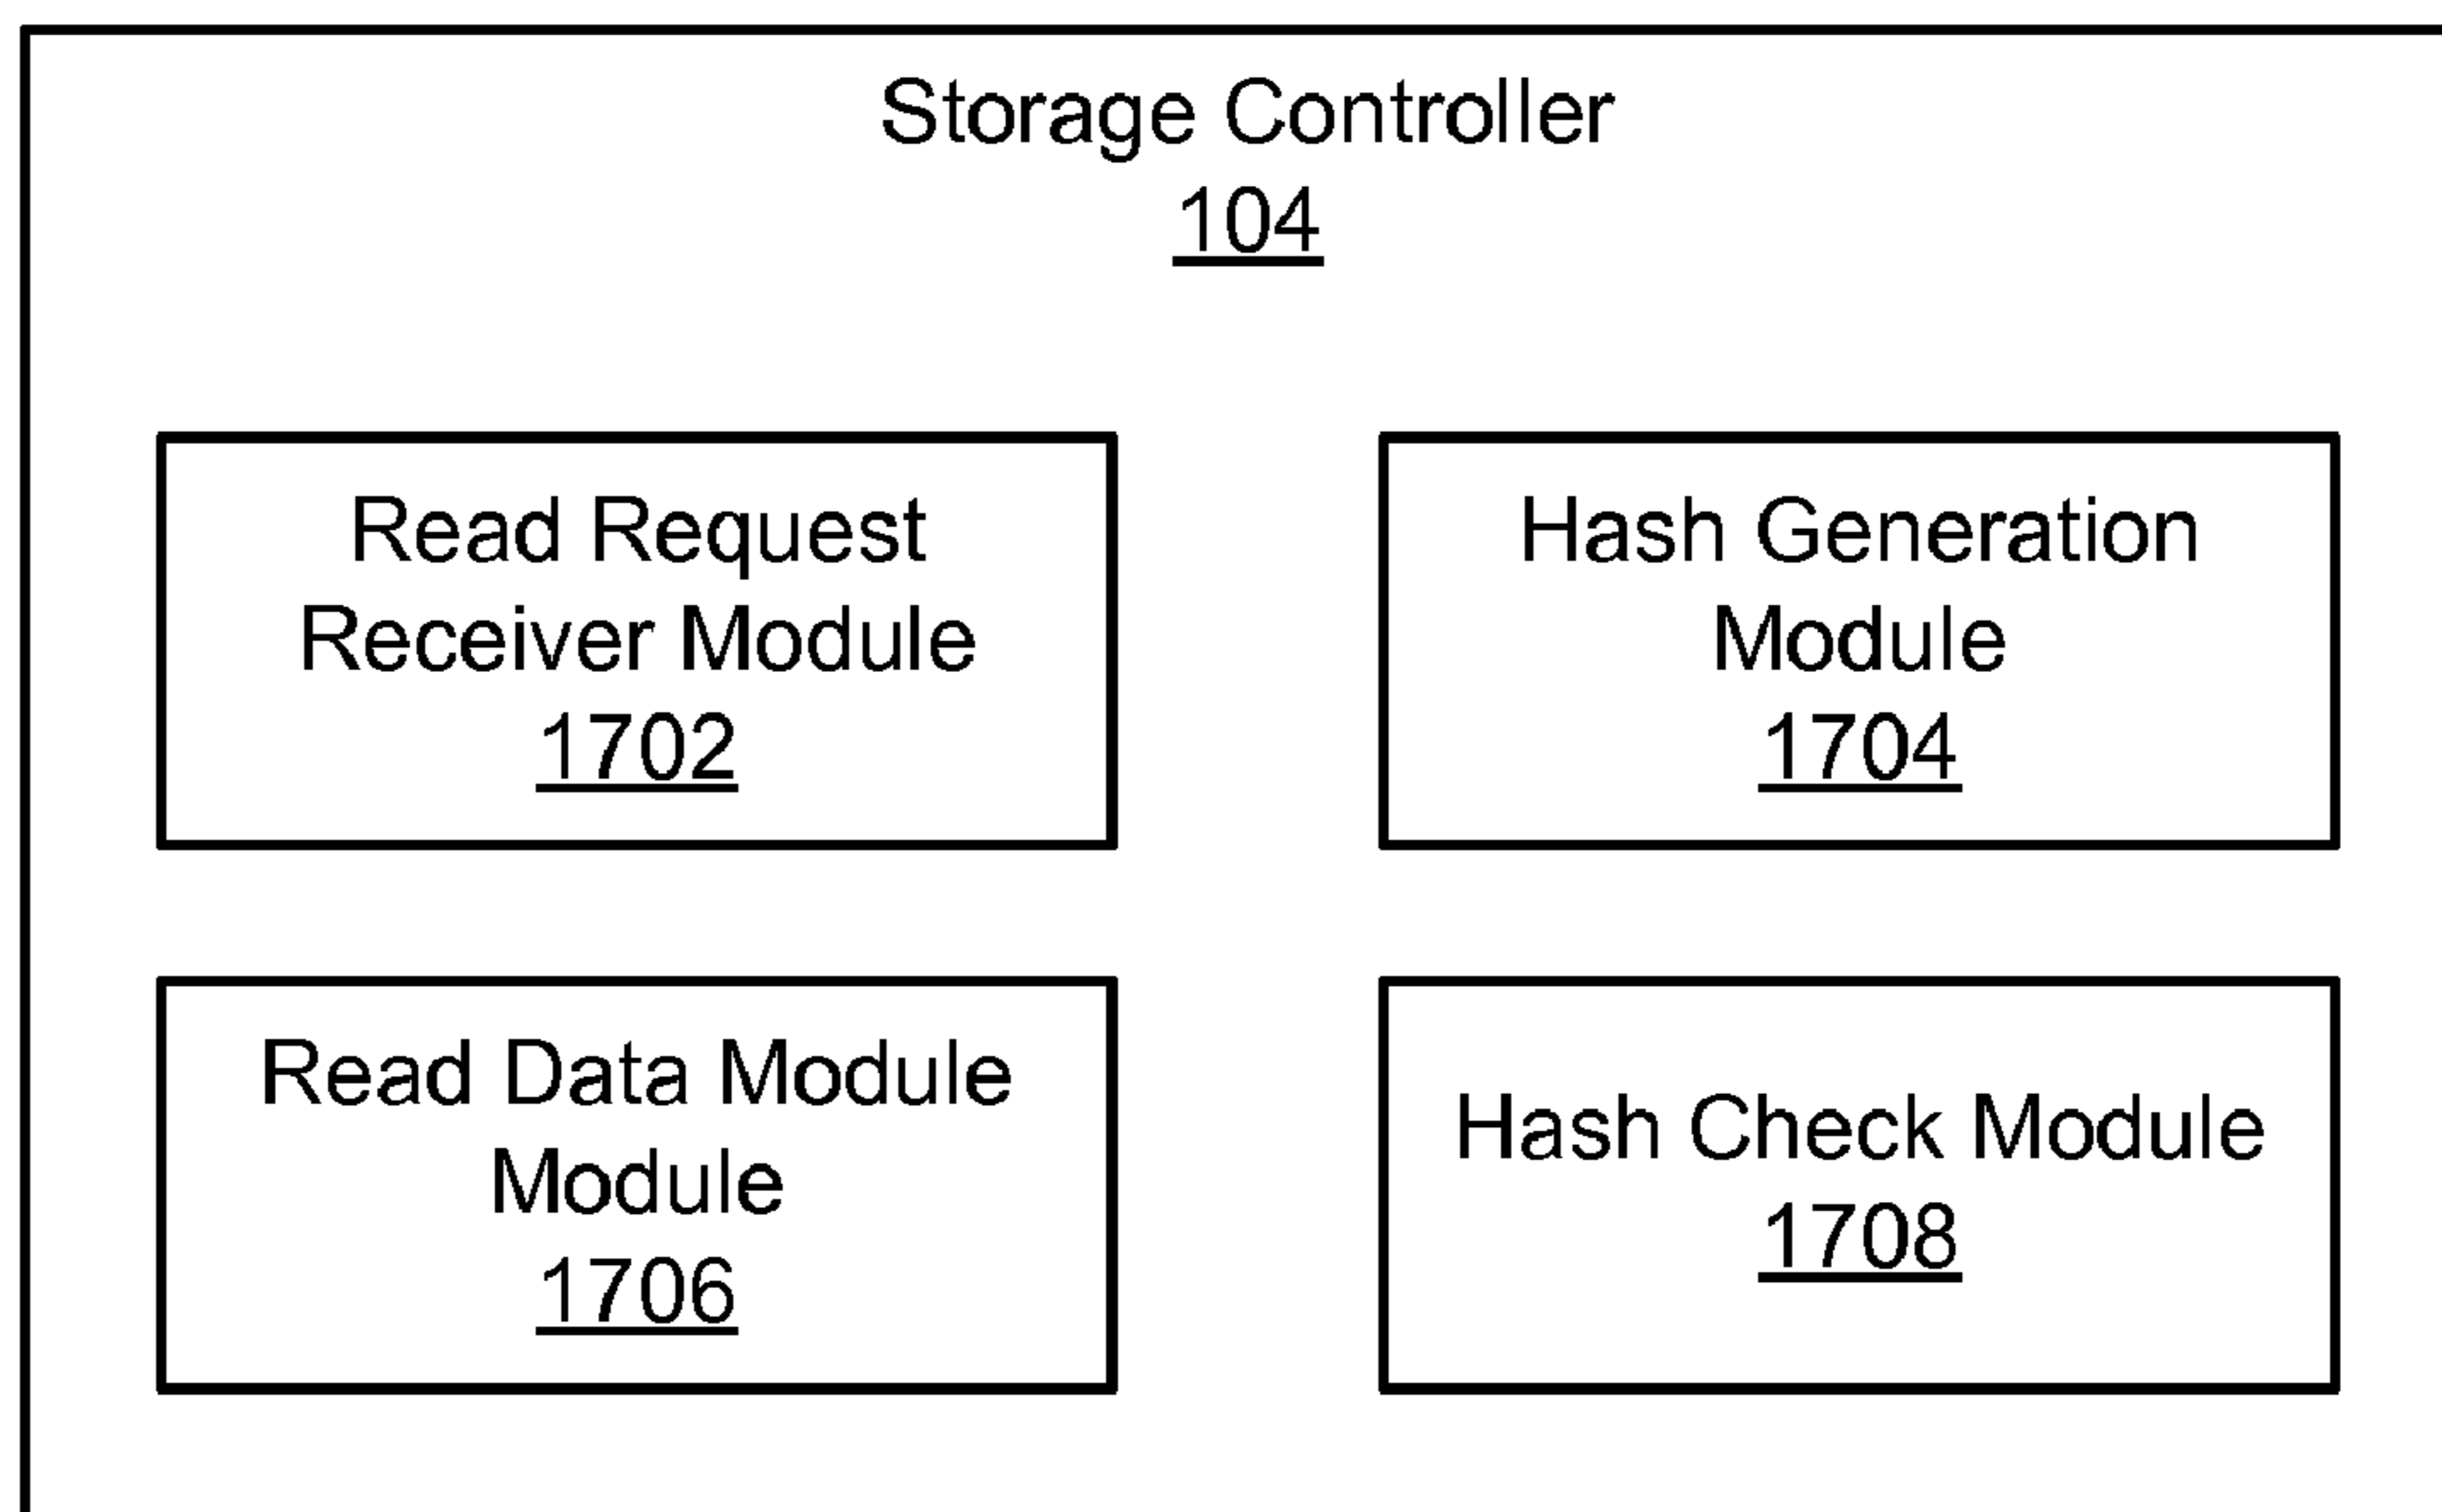 Storage Controller
104
Read Request
Receiver Module
1702
Hash Generation
Module
1704
Read Data Module
Module
1706
Hash Check Module
1708